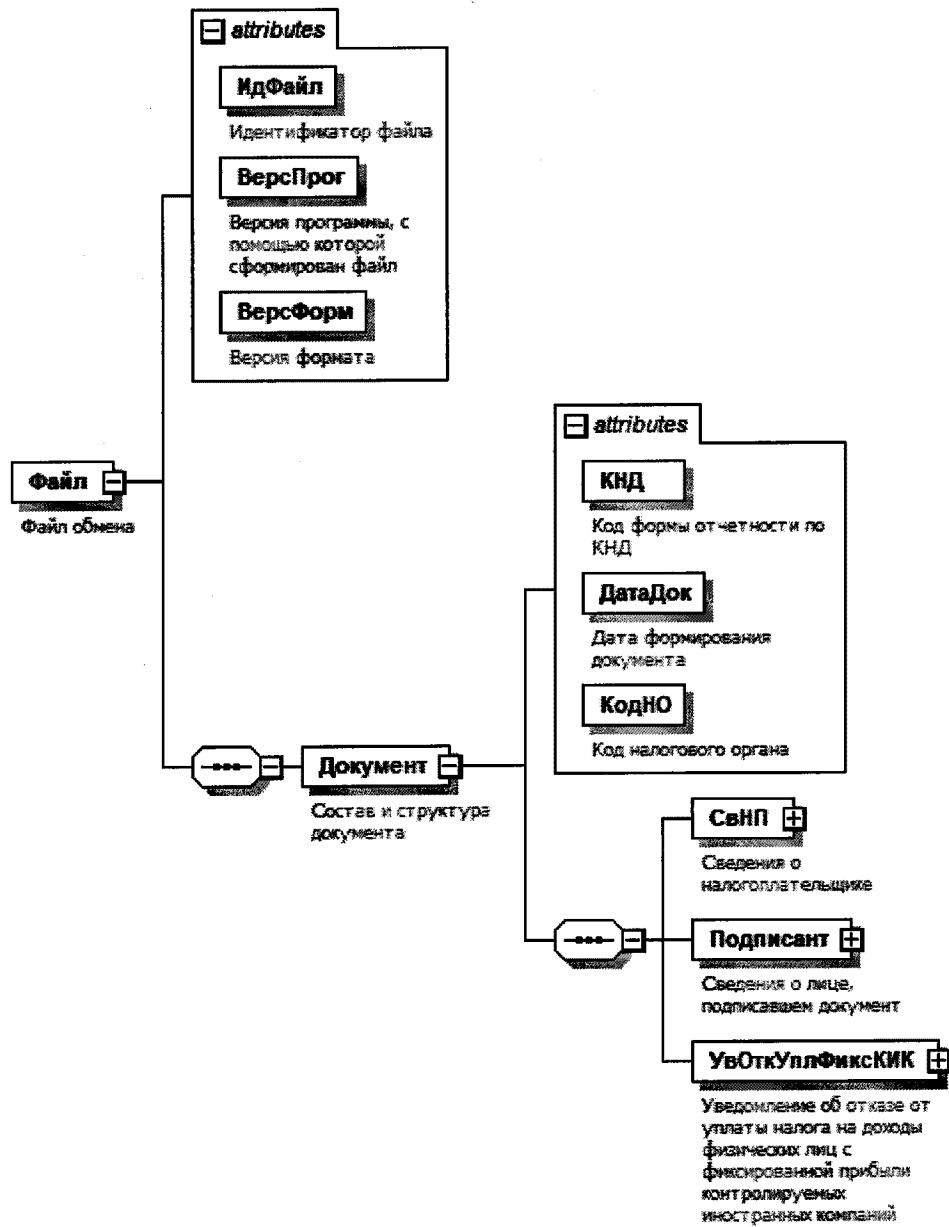 attributes
ИдФайл
Идентификатор файла
ВерсПрог
Версия программы, с
помощью которой
сформирован файл
ВерсФорм
Версия формата
Файл
Файл обмена
attributes
КНД
Код формы отчетности по
КНД
ДатаДок
Дата формирования
документа
КодНО
Код налогового органа
Документ
Состав и структура
документа
СвНП
Сведения о
налогоплательщике
Подписант
Сведения о лице,
подписавшем документ
УвОткУплФиксКИК
Уведомление об отказе от
уплаты налога на доходы
физических лиц с
фиксированной прибыли
контролируемых
иностранных компаний